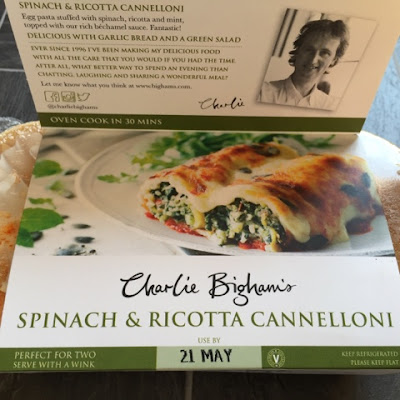 SPINACH & RICOTTA CANNELLONI
Egg pasta stuffed with spinach, ricotta and mint,
topped with our rich béchamel sauce. Fantastic!
DELICIOUS WITH GARLIC BREAD AND A GREEN SALAD
EVER SINCE 1996 I'VE BEEN MAKING MY DELICIOUS FOOD
WITH ALL THE CARE THAT YOU WOULD IF YOU HAD THE TIME.
AFTER ALL, WHAT BETTER WAY TO SPEND AN EVENING THAN
CHATTING, LAUGHING AND SHARING A WONDERFUL MEAL?
Let me know what you think at www.bighams.com.
@charliebighams
Charlie
OVEN COOK IN 30 MINS
Charlie Bigham's
SPINACH & RICOTTA CANNELLONI
USE BY
21 MAY
PERFECT FOR TWO
SERVE WITH A WINK
V
KEEP REFRIGERATED
PLEASE KEEP FLAT